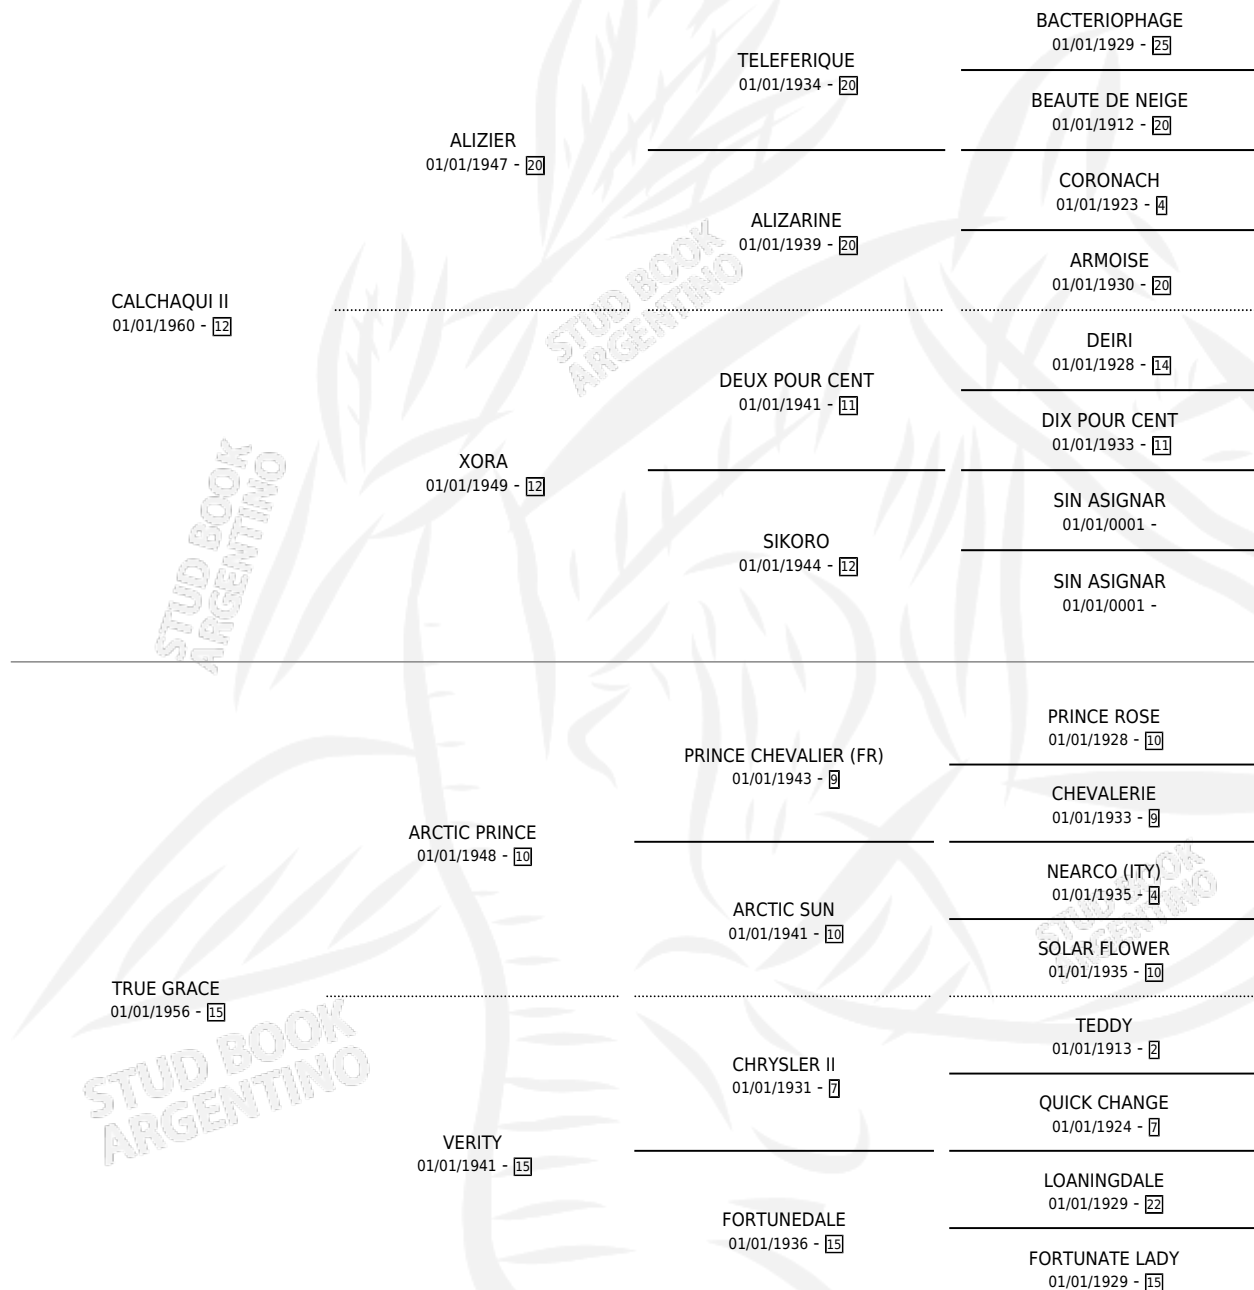 BACTERIOPHAGE
01/01/1929 - 25
TELEFERIQUE
01/01/1934 - 20
BEAUTE DE NEIGE
01/01/1912 - 20
ALIZIER
01/01/1947 - 20
CORONACH
01/01/1923 - 4
ALIZARINE
01/01/1939 - 20
ARMOISE
01/01/1930 - 20
CALCHAQUI II
01/01/1960 - 12
STUD BOOK
ARGENTINO
DEIRI
01/01/1928 - 14
DEUX POUR CENT
01/01/1941 - 11
DIX POUR CENT
01/01/1933 - 11
XORA
01/01/1949 - 12
SIN ASIGNAR
01/01/0001 -
SIKORO
01/01/1944 - 12
SIN ASIGNAR
01/01/0001 -
STUD BOOK
ARGENTINO
PRINCE ROSE
01/01/1928 - 10
PRINCE CHEVALIER (FR)
01/01/1943 - 9
CHEVALERIE
01/01/1933 - 9
ARCTIC PRINCE
01/01/1948 - 10
NEARCO (ITY)
01/01/1935 - 4
ARCTIC SUN
01/01/1941 - 10
STUD BOOK
ARGENTINO
SOLAR FLOWER
01/01/1935 - 10
TRUE GRACE
01/01/1956 - 15
STUD BOOK
ARGENTINO
TEDDY
01/01/1913 - 2
CHRYSLER II
01/01/1931 - 7
QUICK CHANGE
01/01/1924 - 7
VERITY
01/01/1941 - 15
LOANINGDALE
01/01/1929 - 22
FORTUNEDALE
01/01/1936 - 15
FORTUNATE LADY
01/01/1929 - 15